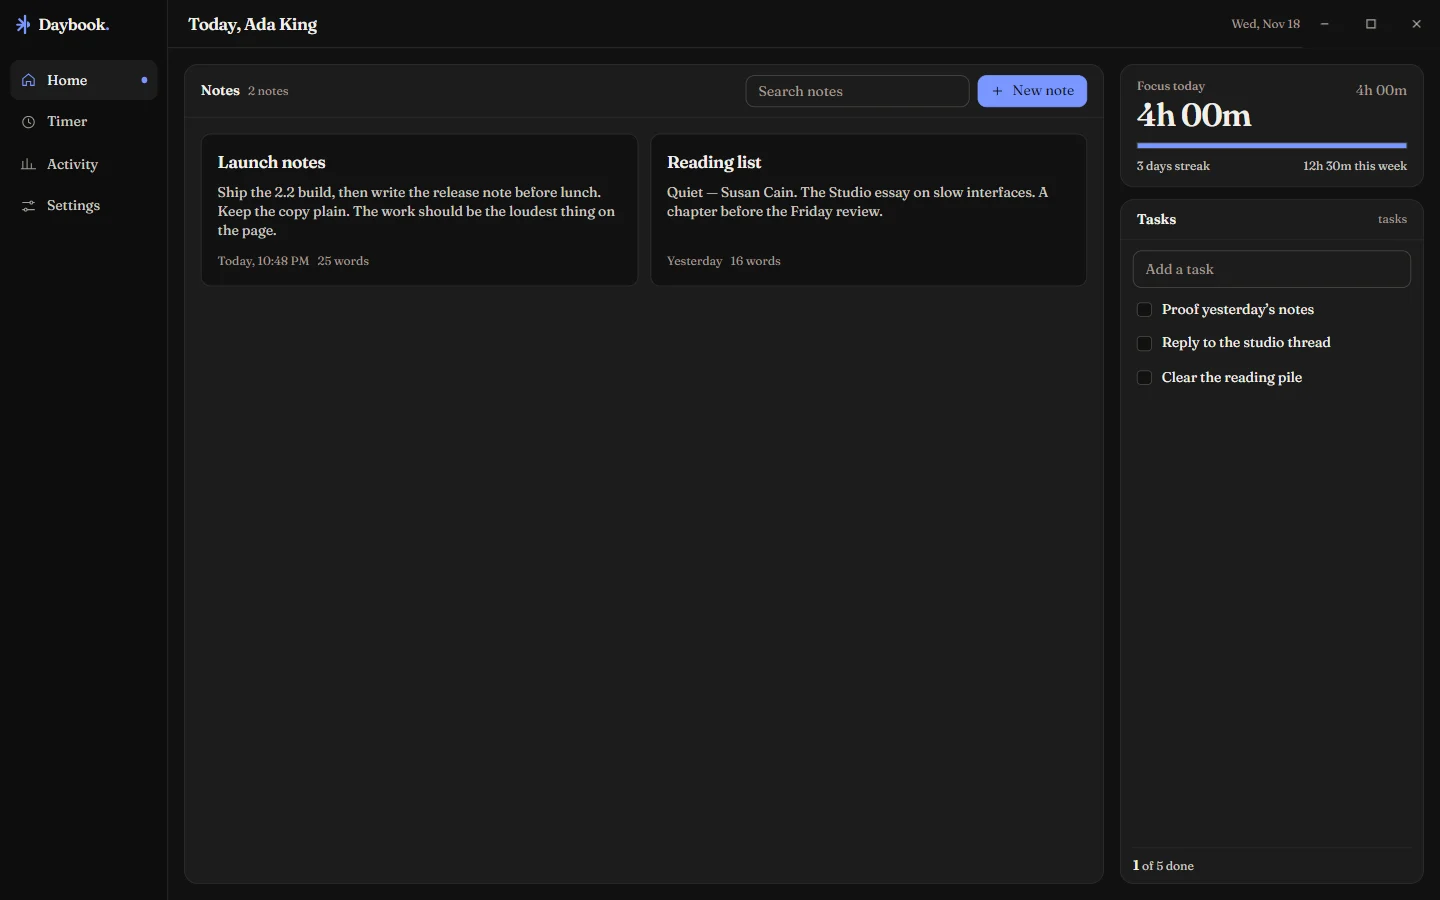 Daybook.
Today, Ada King
Wed, Nov 18
Home
Timer
Activity
Settings
Notes 2 notes
Search notes
+ New note
Launch notes
Ship the 2.2 build, then write the release note before lunch.
Keep the copy plain. The work should be the loudest thing on
the page.
Today, 10:48 PM 25 words
Reading list
Quiet — Susan Cain. The Studio essay on slow interfaces. A
chapter before the Friday review.
Yesterday 16 words
Focus today
4h 00m
4h 00m
3 days streak
12h 30m this week
Tasks
tasks
Add a task
Proof yesterday’s notes
Reply to the studio thread
Clear the reading pile
1 of 5 done